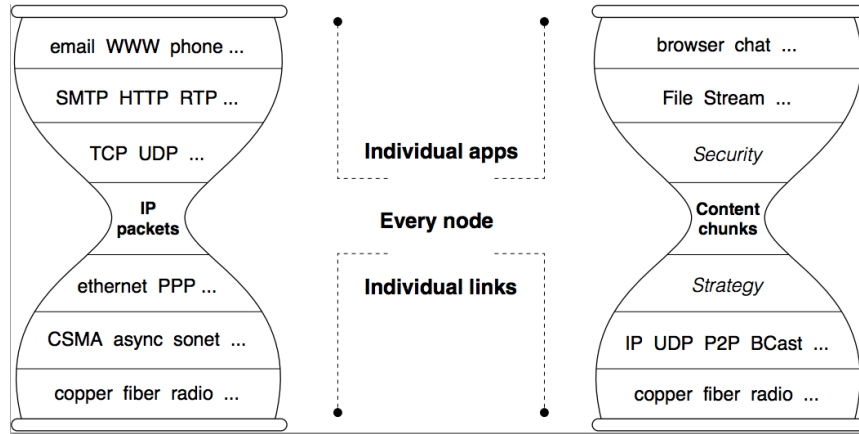 email WWW phone ...
SMTP HTTP RTP ...
TCP UDP ...
IP
packets
ethernet PPP ...
CSMA async sonet ...
copper fiber radio ...
Individual apps
Every node
Individual links
browser chat ...
File Stream ...
Security
Content
chunks
Strategy
IP UDP P2P BCast ...
copper fiber radio ...